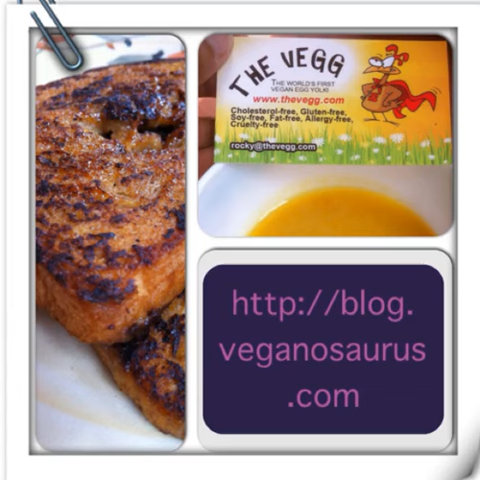 THE VEGG
THE WORLD'S FIRST
VEGAN EGG YOLK!
www.thevegg.com
Cholesterol-free, Gluten-free,
Soy-free, Fat-free, Allergy-free,
Cruelty-free
rocky@thevegg.com
http://blog.
veganosaurus
.com